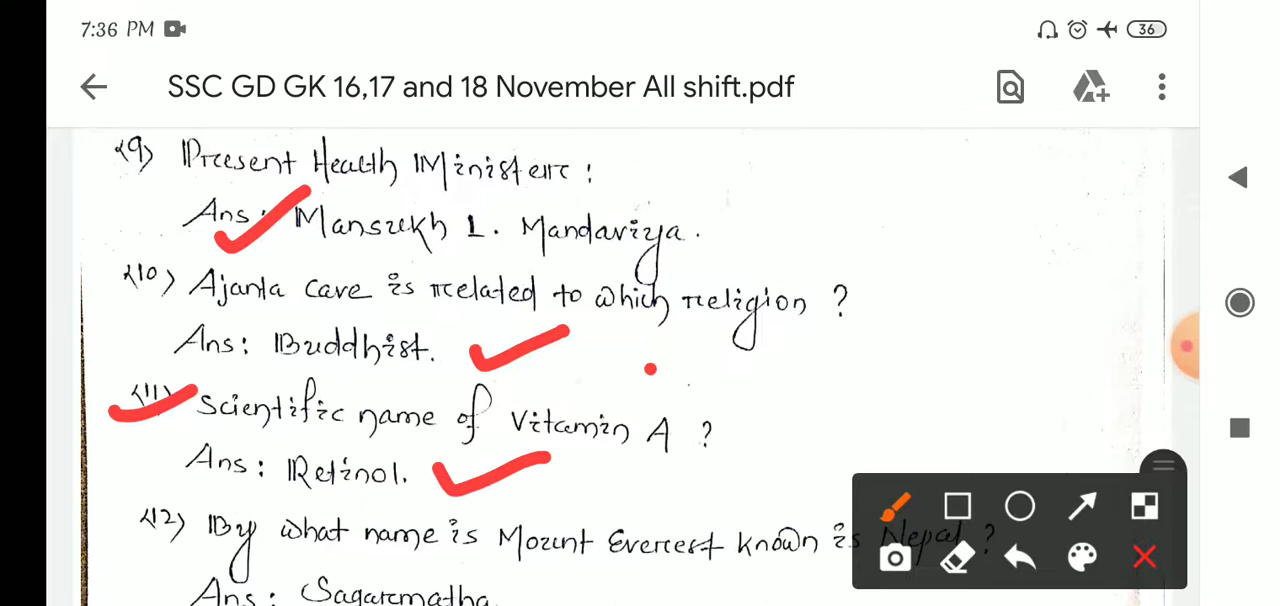 7:36 PM
36
SSC GD GK 16,17 and 18 November All shift.pdf
(9) Present Health Minister :
Ans : Mansukh L. Mandaviya.
(10) Ajanta cave is related to which religion ?
Ans : Buddhist.
(11) Scientific name of Vitamin A ?
Ans : Retinol.
(12) By what name is Mount Everest known is Nepal ?
Ans : Sagarmatha.